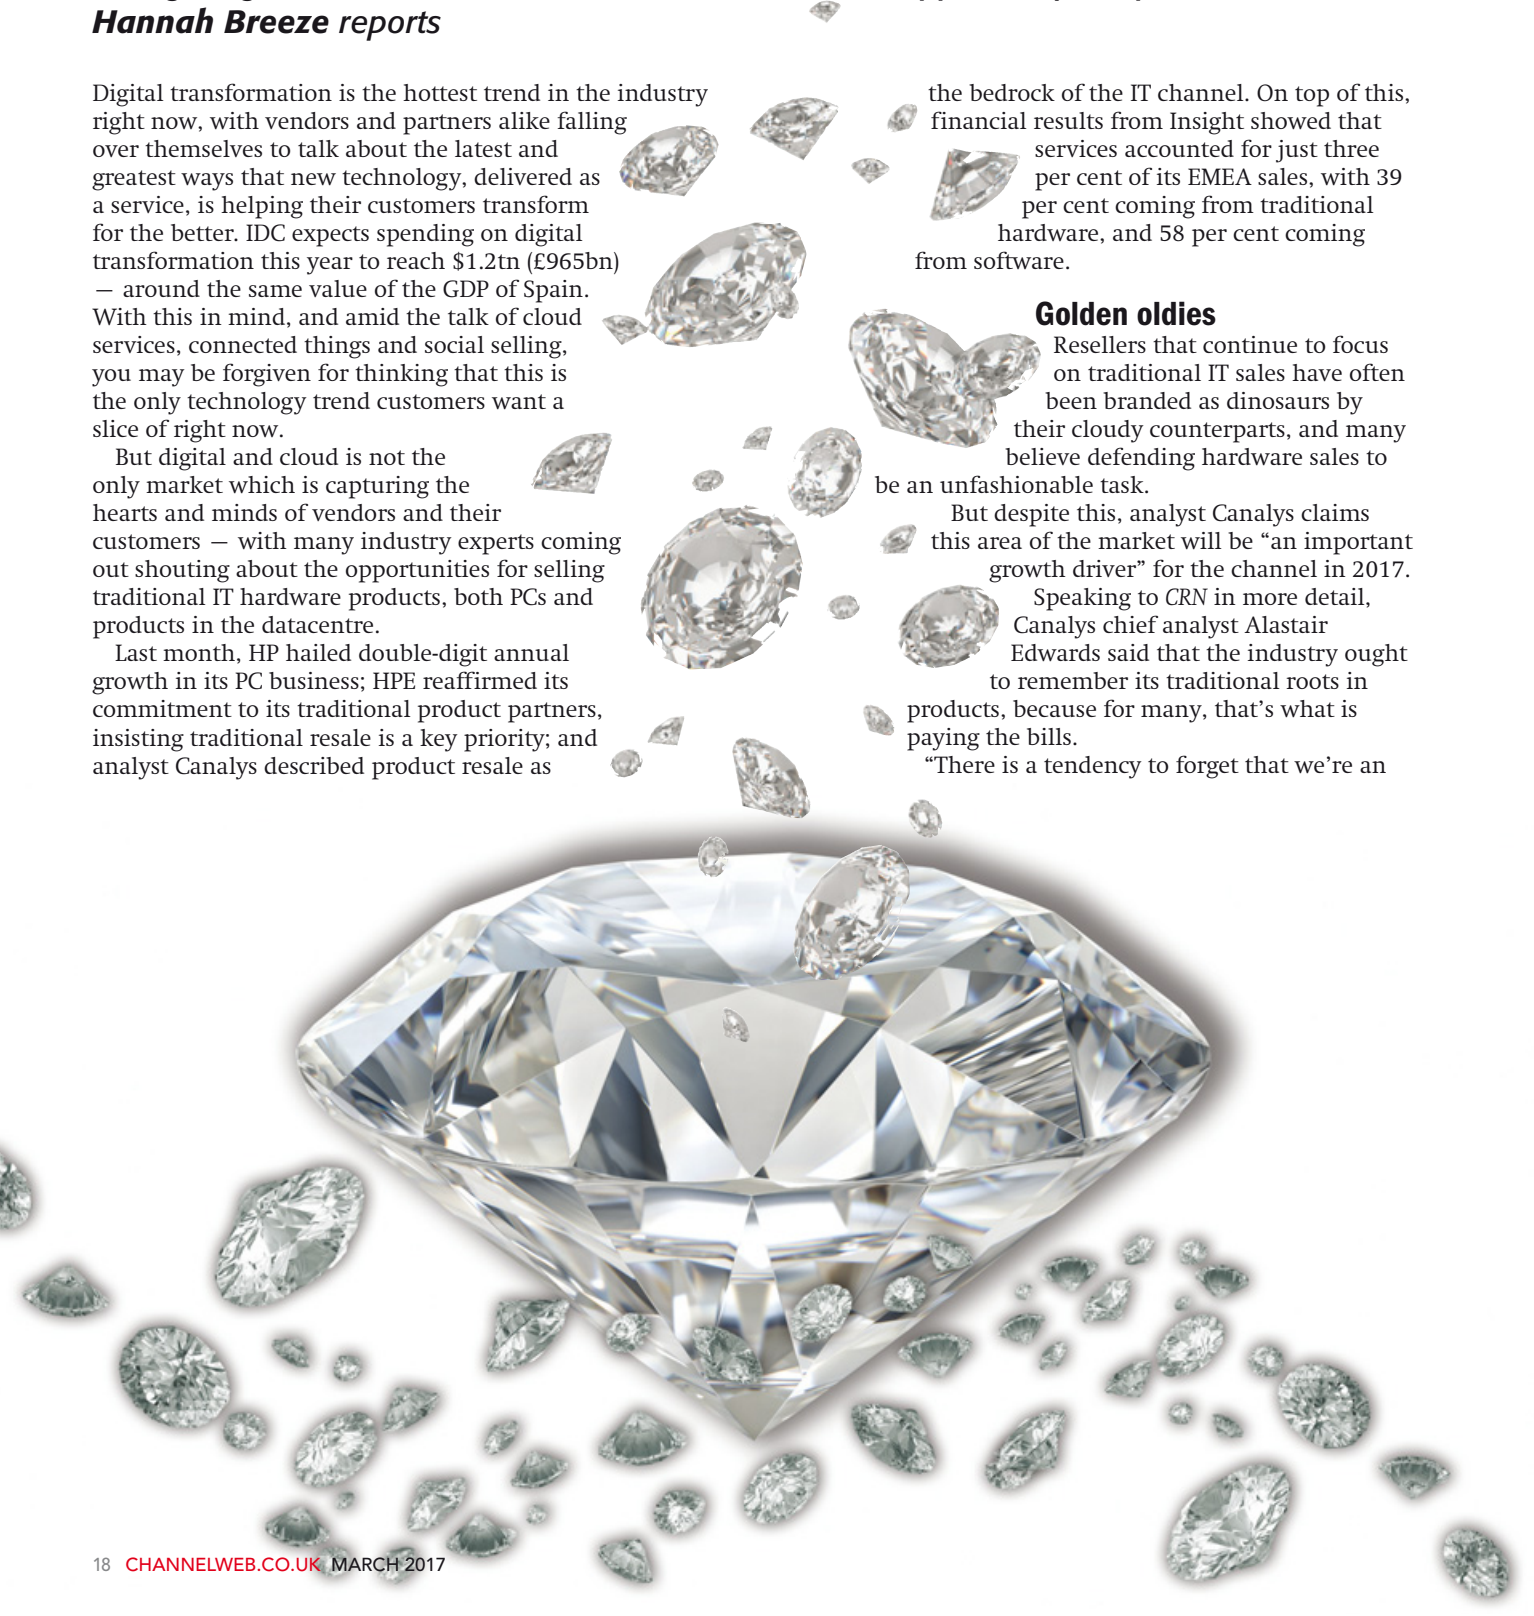 Hannah Breeze reports
Digital transformation is the hottest trend in the industry
right now, with vendors and partners alike falling
over themselves to talk about the latest and
greatest ways that new technology, delivered as
a service, is helping their customers transform
for the better. IDC expects spending on digital
transformation this year to reach $1.2tn (£965bn)
— around the same value of the GDP of Spain.
With this in mind, and amid the talk of cloud
services, connected things and social selling,
you may be forgiven for thinking that this is
the only technology trend customers want a
slice of right now.
But digital and cloud is not the
only market which is capturing the
hearts and minds of vendors and their
customers — with many industry experts coming
out shouting about the opportunities for selling
traditional IT hardware products, both PCs and
products in the datacentre.
Last month, HP hailed double-digit annual
growth in its PC business; HPE reaffirmed its
commitment to its traditional product partners,
insisting traditional resale is a key priority; and
analyst Canalys described product resale as
the bedrock of the IT channel. On top of this,
financial results from Insight showed that
services accounted for just three
per cent of its EMEA sales, with 39
per cent coming from traditional
hardware, and 58 per cent coming
from software.
Golden oldies
Resellers that continue to focus
on traditional IT sales have often
been branded as dinosaurs by
their cloudy counterparts, and many
believe defending hardware sales to
be an unfashionable task.
But despite this, analyst Canalys claims
this area of the market will be “an important
growth driver” for the channel in 2017.
Speaking to CRN in more detail,
Canalys chief analyst Alastair
Edwards said that the industry ought
to remember its traditional roots in
products, because for many, that’s what is
paying the bills.
“There is a tendency to forget that we’re an
18 CHANNELWEB.CO.UK MARCH 2017